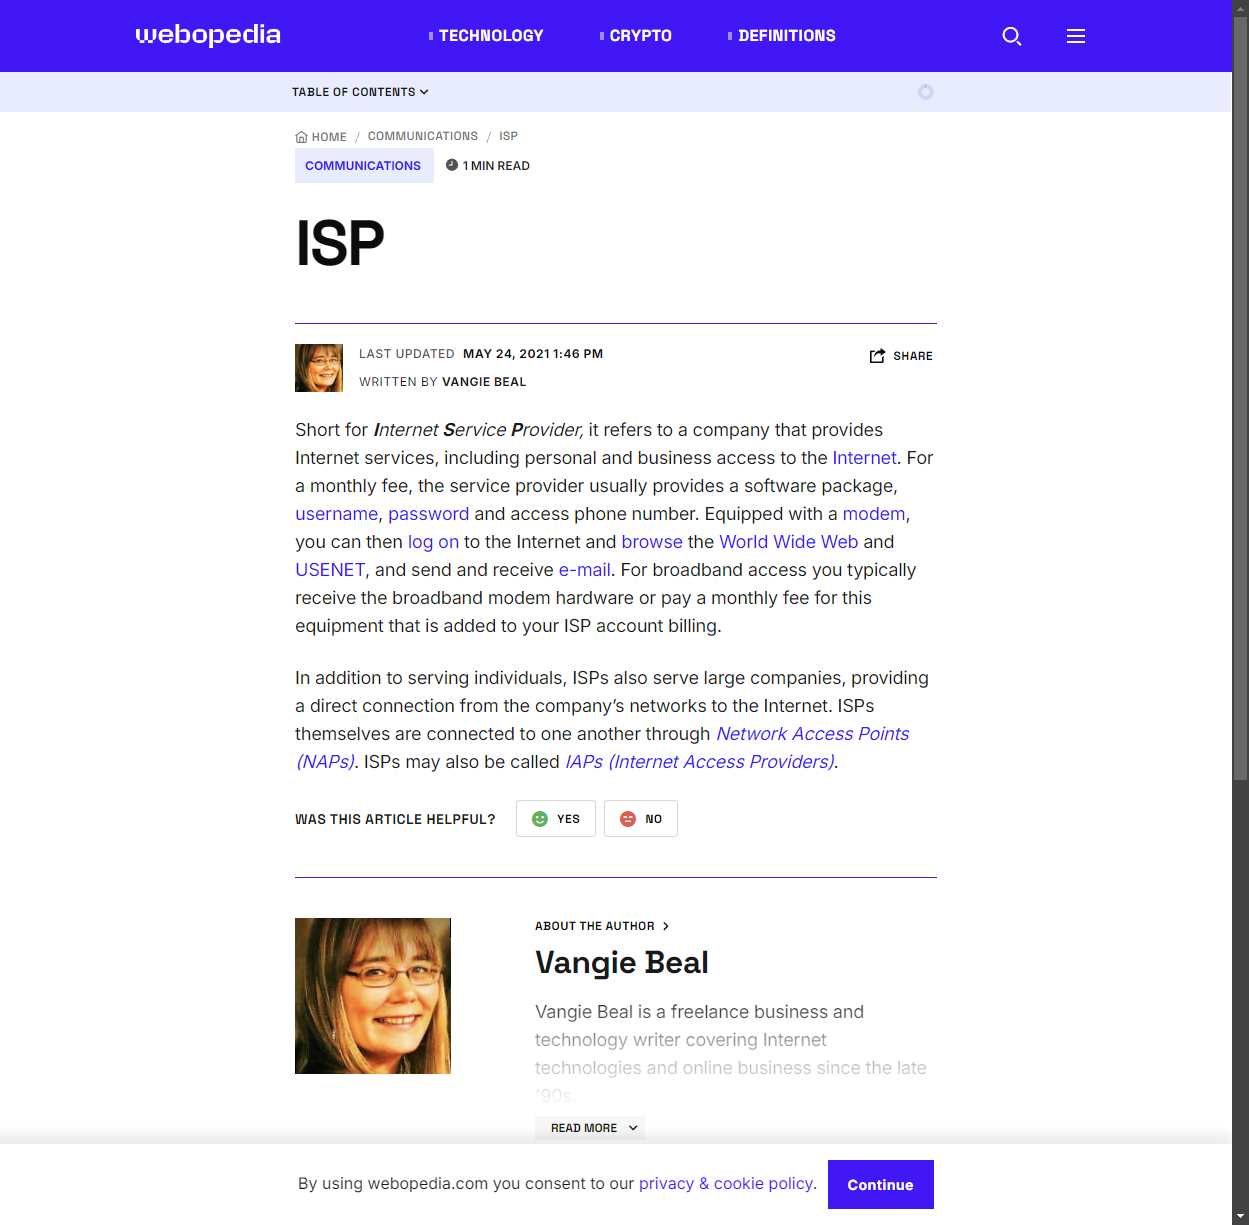 webopedia
TECHNOLOGY
CRYPTO
DEFINITIONS
TABLE OF CONTENTS
HOME / COMMUNICATIONS / ISP
COMMUNICATIONS
1 MIN READ
ISP
LAST UPDATED MAY 24, 2021 1:46 PM
SHARE
WRITTEN BY VANGIE BEAL
Short for Internet Service Provider, it refers to a company that provides
Internet services, including personal and business access to the Internet. For
a monthly fee, the service provider usually provides a software package,
username, password and access phone number. Equipped with a modem,
you can then log on to the Internet and browse the World Wide Web and
USENET, and send and receive e-mail. For broadband access you typically
receive the broadband modem hardware or pay a monthly fee for this
equipment that is added to your ISP account billing.
In addition to serving individuals, ISPs also serve large companies, providing
a direct connection from the company’s networks to the Internet. ISPs
themselves are connected to one another through Network Access Points
(NAPs). ISPs may also be called IAPs (Internet Access Providers).
WAS THIS ARTICLE HELPFUL?
YES
NO
ABOUT THE AUTHOR
Vangie Beal
Vangie Beal is a freelance business and
technology writer covering Internet
technologies and online business since the late
'90s.
READ MORE
By using webopedia.com you consent to our privacy & cookie policy.
Continue